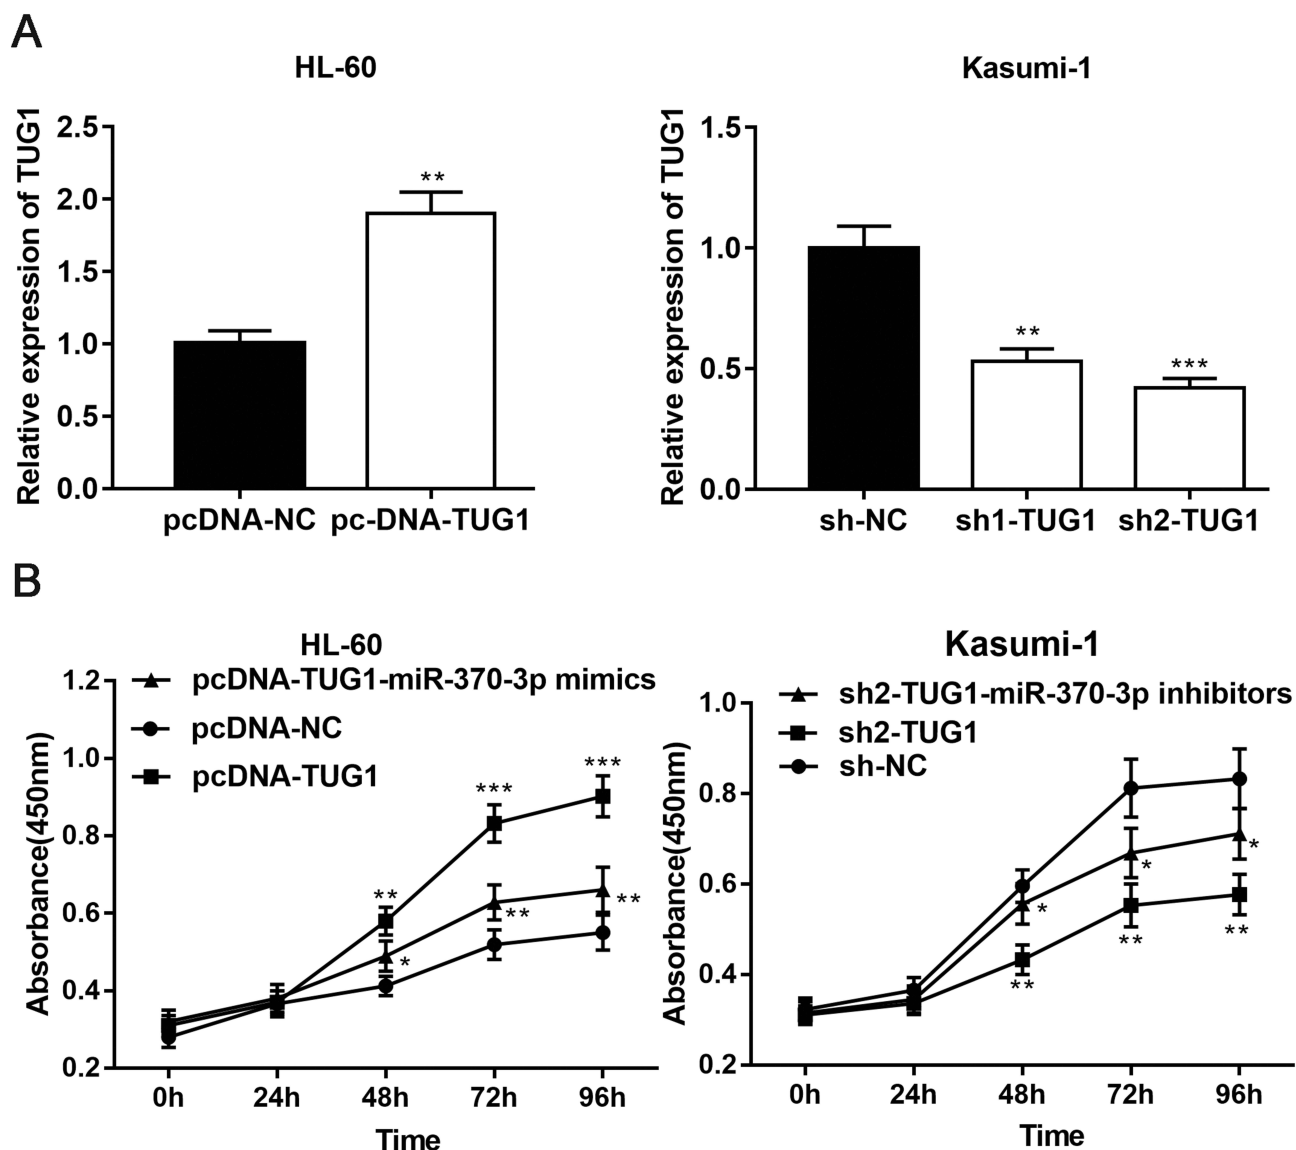 A
HL-60
Relative expression of TUG1
2.5
2.0
1.5
1.0
0.5
0.0
**
pcDNA-NC pc-DNA-TUG1
Kasumi-1
Relative expression of TUG1
1.5
1.0
0.5
0.0
**
***
sh-NC sh1-TUG1 sh2-TUG1
B
HL-60
pcDNA-TUG1-miR-370-3p mimics
pcDNA-NC
pcDNA-TUG1
Absorbance(450nm)
1.2
1.0
0.8
0.6
0.4
0.2
**
***
***
*
**
**
0h 24h 48h 72h 96h
Time
Kasumi-1
sh2-TUG1-miR-370-3p inhibitors
sh2-TUG1
sh-NC
Absorbance(450nm)
1.0
0.8
0.6
0.4
0.2
*
*
*
**
**
**
0h 24h 48h 72h 96h
Time